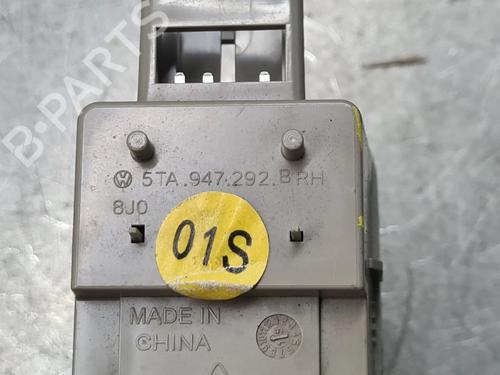 B-PARTS
5TA.947.292.B RH
8J0
01S
MADE IN
CHINA